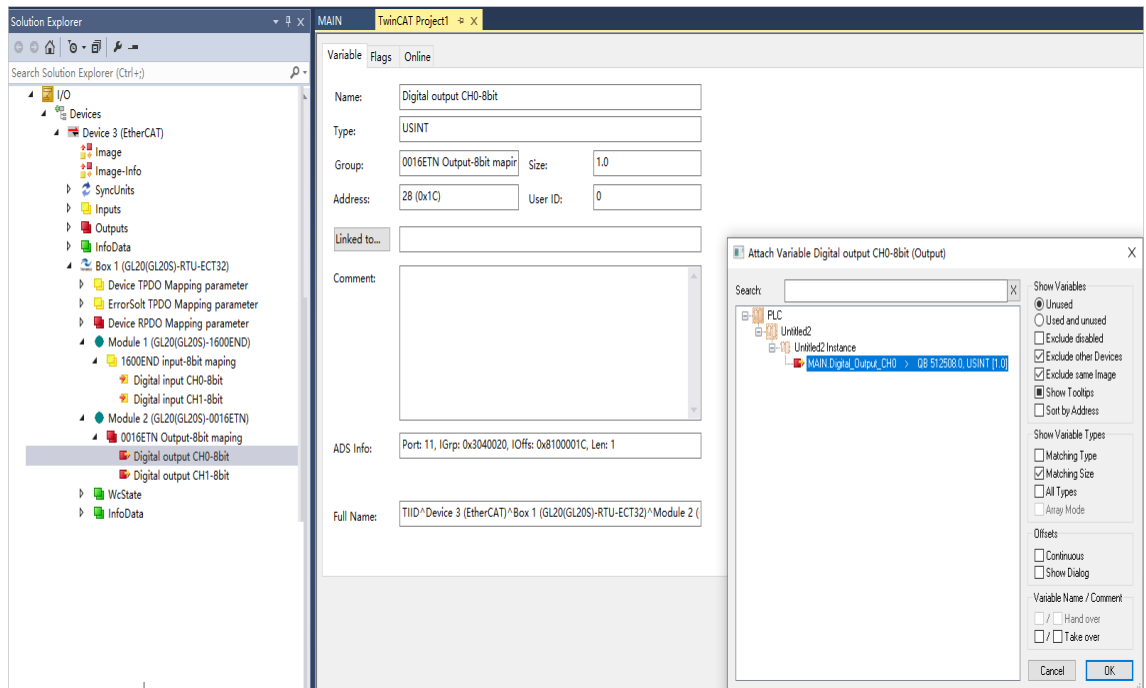 Solution Explorer
Search Solution Explorer (Ctrl+;)
I/O
Devices
Device 3 (EtherCAT)
Image
Image-Info
SyncUnits
Inputs
Outputs
InfoData
Box 1 (GL20(GL20S)-RTU-ECT32)
Device TPDO Mapping parameter
ErrorSolt TPDO Mapping parameter
Device RPDO Mapping parameter
Module 1 (GL20(GL20S)-1600END)
1600END input-8bit maping
Digital input CH0-8bit
Digital input CH1-8bit
Module 2 (GL20(GL20S)-0016ETN)
0016ETN Output-8bit maping
Digital output CH0-8bit
Digital output CH1-8bit
WcState
InfoData
MAIN TwinCAT Project1
Variable Flags Online
Name: Digital output CH0-8bit
Type: USINT
Group: 0016ETN Output-8bit mapir Size: 1.0
Address: 28 (0x1C) User ID: 0
Linked to...
Comment:
ADS Info: Port: 11, IGrp: 0x3040020, IOffs: 0x8100001C, Len: 1
Full Name: TIID^Device 3 (EtherCAT)^Box 1 (GL20(GL20S)-RTU-ECT32)^Module 2 (
Attach Variable Digital output CH0-8bit (Output)
Search:
PLC
Untitled2
Untitled2 Instance
MAIN.Digital_Output_CH0 > QB 512508.0, USINT [1.0]
Show Variables
Unused
Used and unused
Exclude disabled
Exclude other Devices
Exclude same Image
Show Tooltips
Sort by Address
Show Variable Types
Matching Type
Matching Size
All Types
Array Mode
Offsets
Continuous
Show Dialog
Variable Name / Comment
/ Hand over
/ Take over
Cancel OK